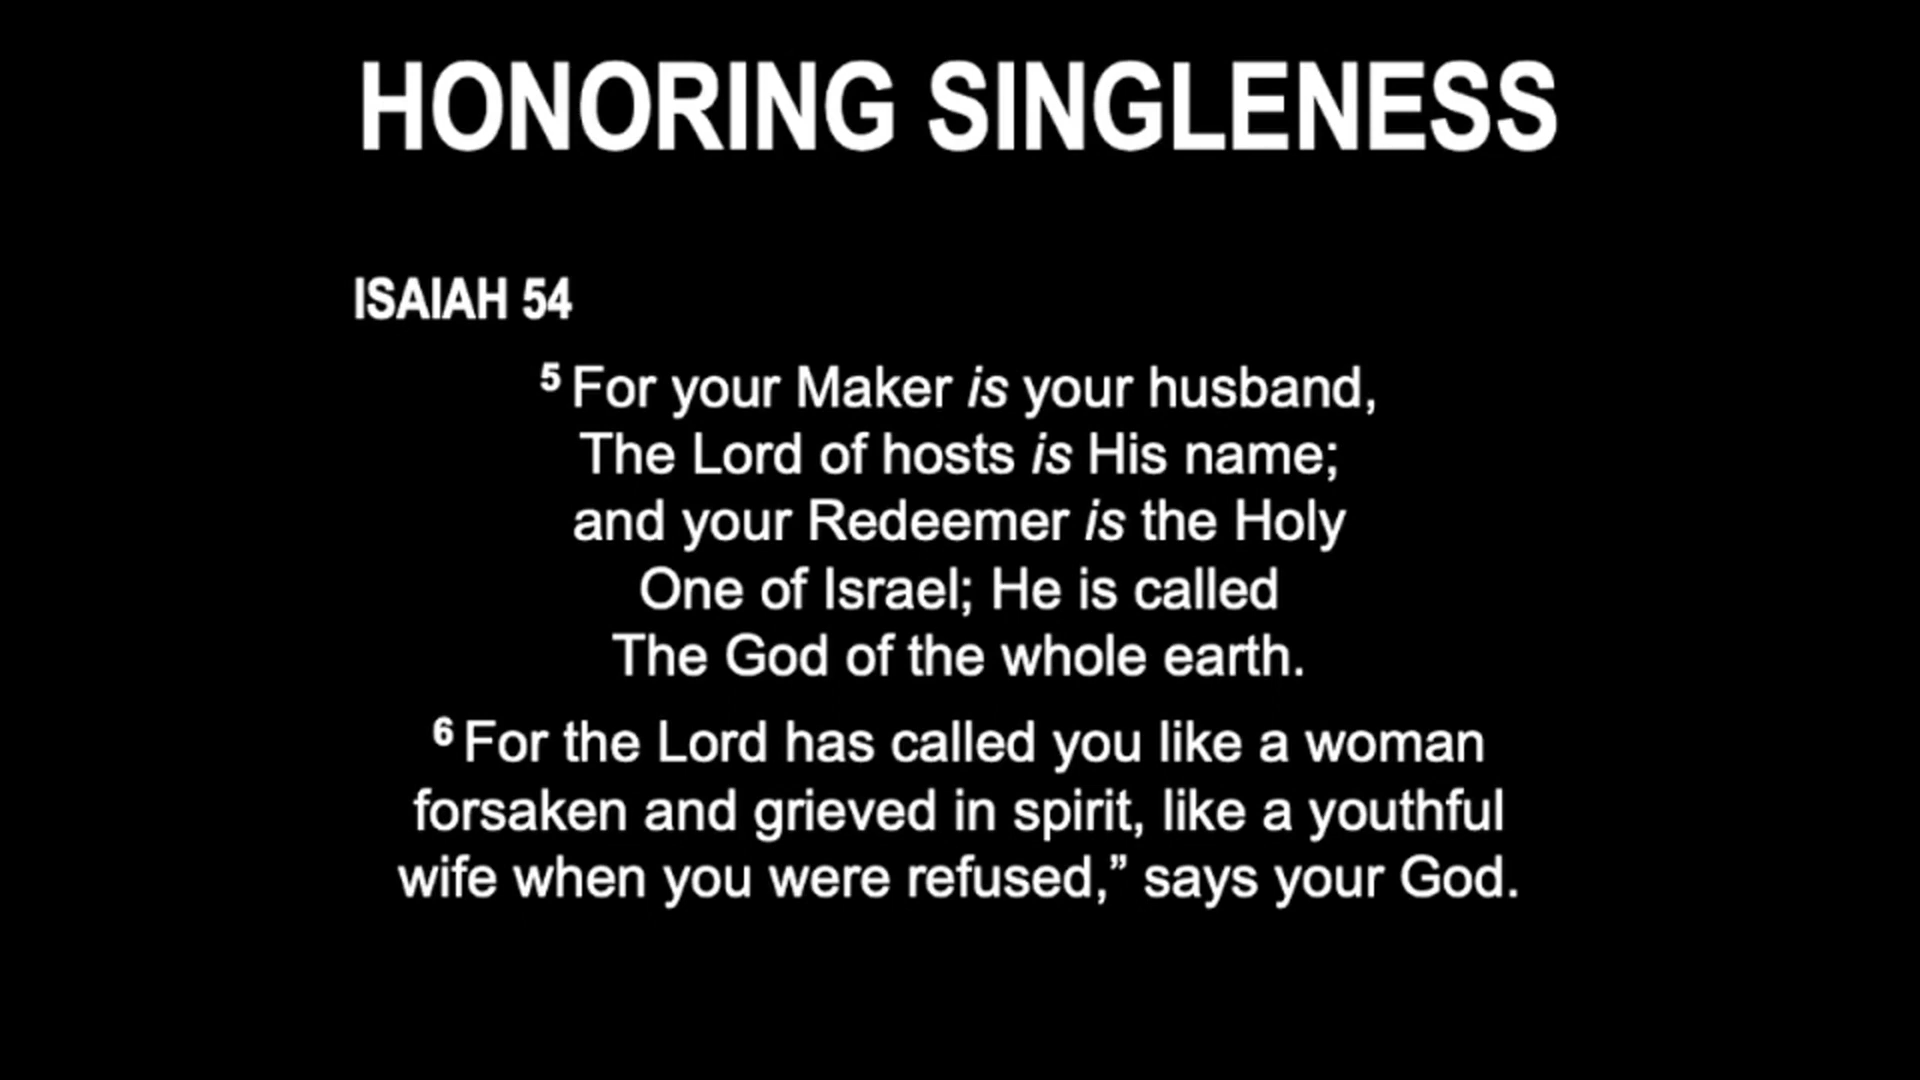 HONORING SINGLENESS
ISAIAH 54
5 For your Maker is your husband,
The Lord of hosts is His name;
and your Redeemer is the Holy
One of Israel; He is called
The God of the whole earth.
6 For the Lord has called you like a woman
forsaken and grieved in spirit, like a youthful
wife when you were refused,” says your God.